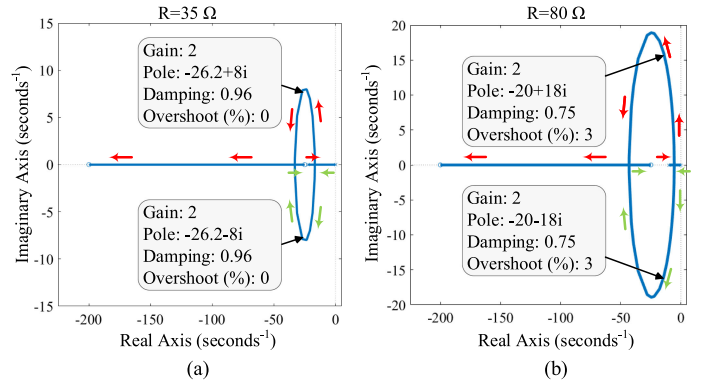 R=35 Ω
Imaginary Axis (seconds⁻¹)
15
10
5
0
-5
-10
-15
Gain: 2
Pole: -26.2+8i
Damping: 0.96
Overshoot (%): 0
Gain: 2
Pole: -26.2-8i
Damping: 0.96
Overshoot (%): 0
-200
-150
-100
-50
0
Real Axis (seconds⁻¹)
(a)
R=80 Ω
Imaginary Axis (seconds⁻¹)
20
15
10
5
0
-5
-10
-15
-20
Gain: 2
Pole: -20+18i
Damping: 0.75
Overshoot (%): 3
Gain: 2
Pole: -20-18i
Damping: 0.75
Overshoot (%): 3
-200
-150
-100
-50
0
Real Axis (seconds⁻¹)
(b)